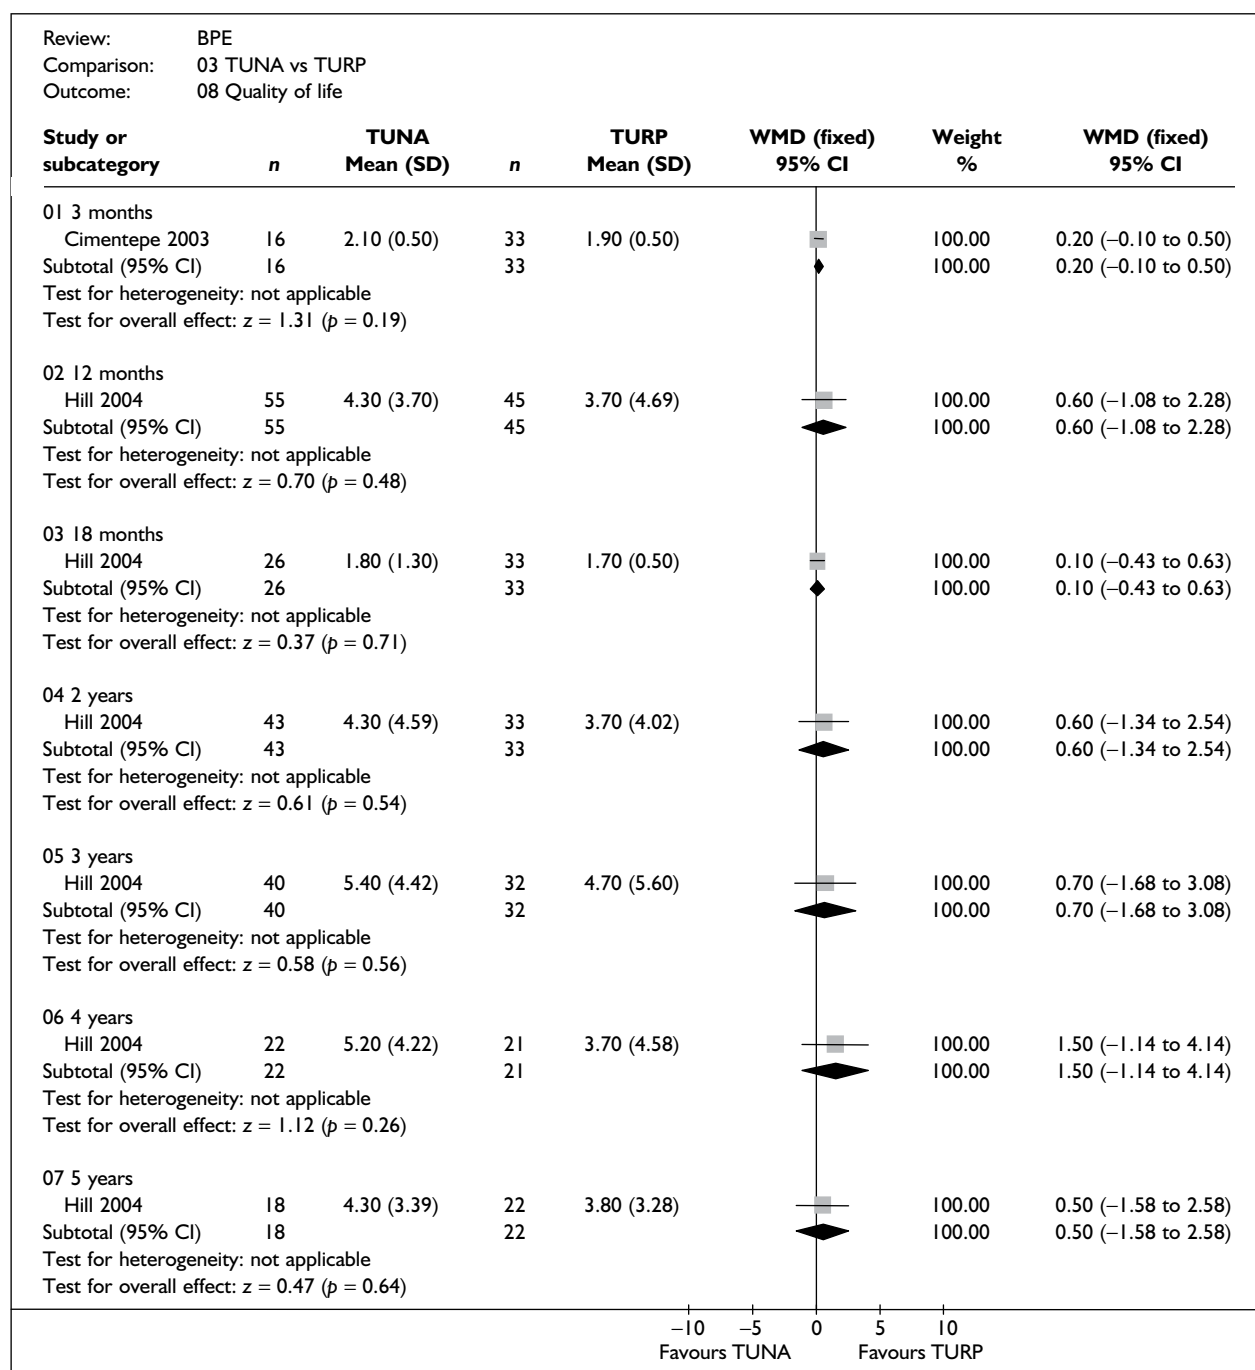 Review: BPE
Comparison: 03 TUNA vs TURP
Outcome: 08 Quality of life
Study or TUNA TURP WMD (fixed) Weight WMD (fixed)
subcategory n Mean (SD) n Mean (SD) 95% CI % 95% CI
01 3 months
Cimentepe 2003 16 2.10 (0.50) 33 1.90 (0.50) 100.00 0.20 (−0.10 to 0.50)
Subtotal (95% CI) 16 33 100.00 0.20 (−0.10 to 0.50)
Test for heterogeneity: not applicable
Test for overall effect: z = 1.31 (p = 0.19)
02 12 months
Hill 2004 55 4.30 (3.70) 45 3.70 (4.69) 100.00 0.60 (−1.08 to 2.28)
Subtotal (95% CI) 55 45 100.00 0.60 (−1.08 to 2.28)
Test for heterogeneity: not applicable
Test for overall effect: z = 0.70 (p = 0.48)
03 18 months
Hill 2004 26 1.80 (1.30) 33 1.70 (0.50) 100.00 0.10 (−0.43 to 0.63)
Subtotal (95% CI) 26 33 100.00 0.10 (−0.43 to 0.63)
Test for heterogeneity: not applicable
Test for overall effect: z = 0.37 (p = 0.71)
04 2 years
Hill 2004 43 4.30 (4.59) 33 3.70 (4.02) 100.00 0.60 (−1.34 to 2.54)
Subtotal (95% CI) 43 33 100.00 0.60 (−1.34 to 2.54)
Test for heterogeneity: not applicable
Test for overall effect: z = 0.61 (p = 0.54)
05 3 years
Hill 2004 40 5.40 (4.42) 32 4.70 (5.60) 100.00 0.70 (−1.68 to 3.08)
Subtotal (95% CI) 40 32 100.00 0.70 (−1.68 to 3.08)
Test for heterogeneity: not applicable
Test for overall effect: z = 0.58 (p = 0.56)
06 4 years
Hill 2004 22 5.20 (4.22) 21 3.70 (4.58) 100.00 1.50 (−1.14 to 4.14)
Subtotal (95% CI) 22 21 100.00 1.50 (−1.14 to 4.14)
Test for heterogeneity: not applicable
Test for overall effect: z = 1.12 (p = 0.26)
07 5 years
Hill 2004 18 4.30 (3.39) 22 3.80 (3.28) 100.00 0.50 (−1.58 to 2.58)
Subtotal (95% CI) 18 22 100.00 0.50 (−1.58 to 2.58)
Test for heterogeneity: not applicable
Test for overall effect: z = 0.47 (p = 0.64)
−10 −5 0 5 10
Favours TUNA Favours TURP